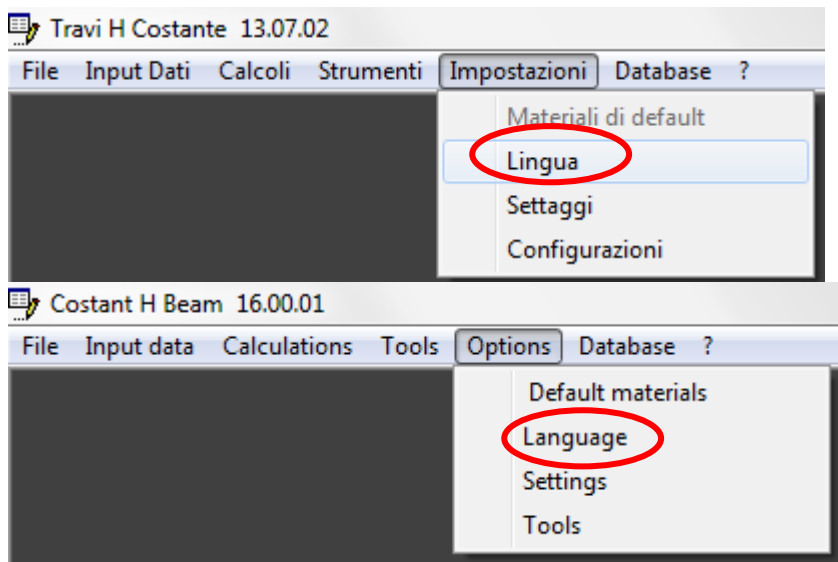 Travi H Costante 13.07.02
File Input Dati Calcoli Strumenti Impostazioni Database ?
Materiali di default
Lingua
Settaggi
Configurazioni
Costant H Beam 16.00.01
File Input data Calculations Tools Options Database ?
Default materials
Language
Settings
Tools